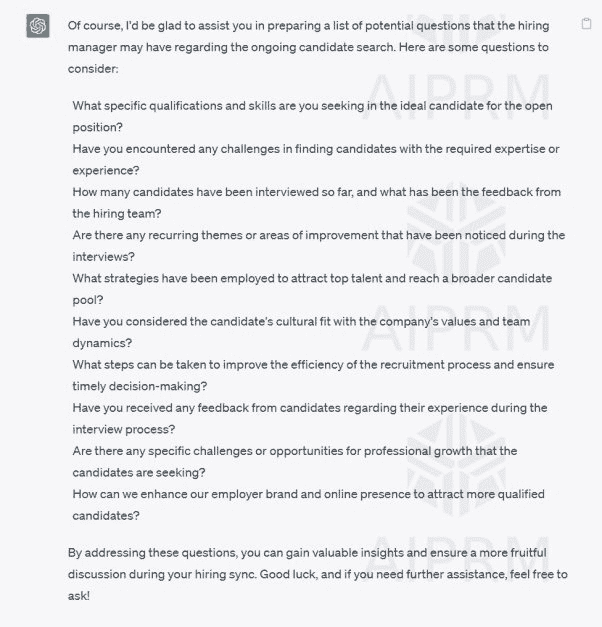 Of course, I'd be glad to assist you in preparing a list of potential questions that the hiring
manager may have regarding the ongoing candidate search. Here are some questions to
consider:
What specific qualifications and skills are you seeking in the ideal candidate for the open
position?
Have you encountered any challenges in finding candidates with the required expertise or
experience?
How many candidates have been interviewed so far, and what has been the feedback from
the hiring team?
Are there any recurring themes or areas of improvement that have been noticed during the
interviews?
What strategies have been employed to attract top talent and reach a broader candidate
pool?
Have you considered the candidate's cultural fit with the company's values and team
dynamics?
What steps can be taken to improve the efficiency of the recruitment process and ensure
timely decision-making?
Have you received any feedback from candidates regarding their experience during the
interview process?
Are there any specific challenges or opportunities for professional growth that the
candidates are seeking?
How can we enhance our employer brand and online presence to attract more qualified
candidates?
By addressing these questions, you can gain valuable insights and ensure a more fruitful
discussion during your hiring sync. Good luck, and if you need further assistance, feel free to
ask!
AIPRM
AIPRM
AIPRM